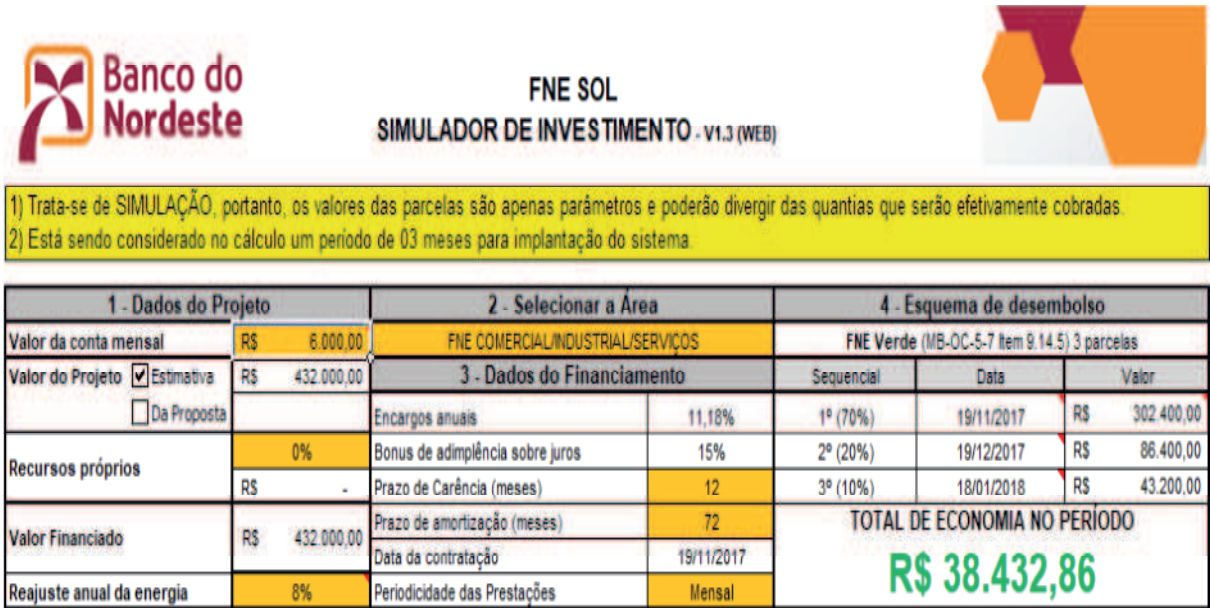 Banco do
Nordeste
FNE SOL
SIMULADOR DE INVESTIMENTO - V1.3 (WEB)
1) Trata-se de SIMULAÇÃO, portanto, os valores das parcelas são apenas parâmetros e poderão divergir das quantias que serão efetivamente cobradas.
2) Está sendo considerado no cálculo um período de 03 meses para implantação do sistema.
1 - Dados do Projeto
Valor da conta mensal R$ 6.000,00
Valor do Projeto Estimativa R$ 432.000,00
Da Proposta
Recursos próprios 0%
R$ -
Valor Financiado R$ 432.000,00
Reajuste anual da energia 8%
2 - Selecionar a Área
FNE COMERCIAL/INDUSTRIAL/SERVIÇOS
3 - Dados do Financiamento
Encargos anuais 11,18%
Bonus de adimplência sobre juros 15%
Prazo de Carência (meses) 12
Prazo de amortização (meses) 72
Data da contratação 19/11/2017
Periodicidade das Prestações Mensal
4 - Esquema de desembolso
FNE Verde (MB-OC-5-7 Item 9.14.5) 3 parcelas
Sequencial Data Valor
1º (70%) 19/11/2017 R$ 302.400,00
2º (20%) 19/12/2017 R$ 86.400,00
3º (10%) 18/01/2018 R$ 43.200,00
TOTAL DE ECONOMIA NO PERÍODO
R$ 38.432,86